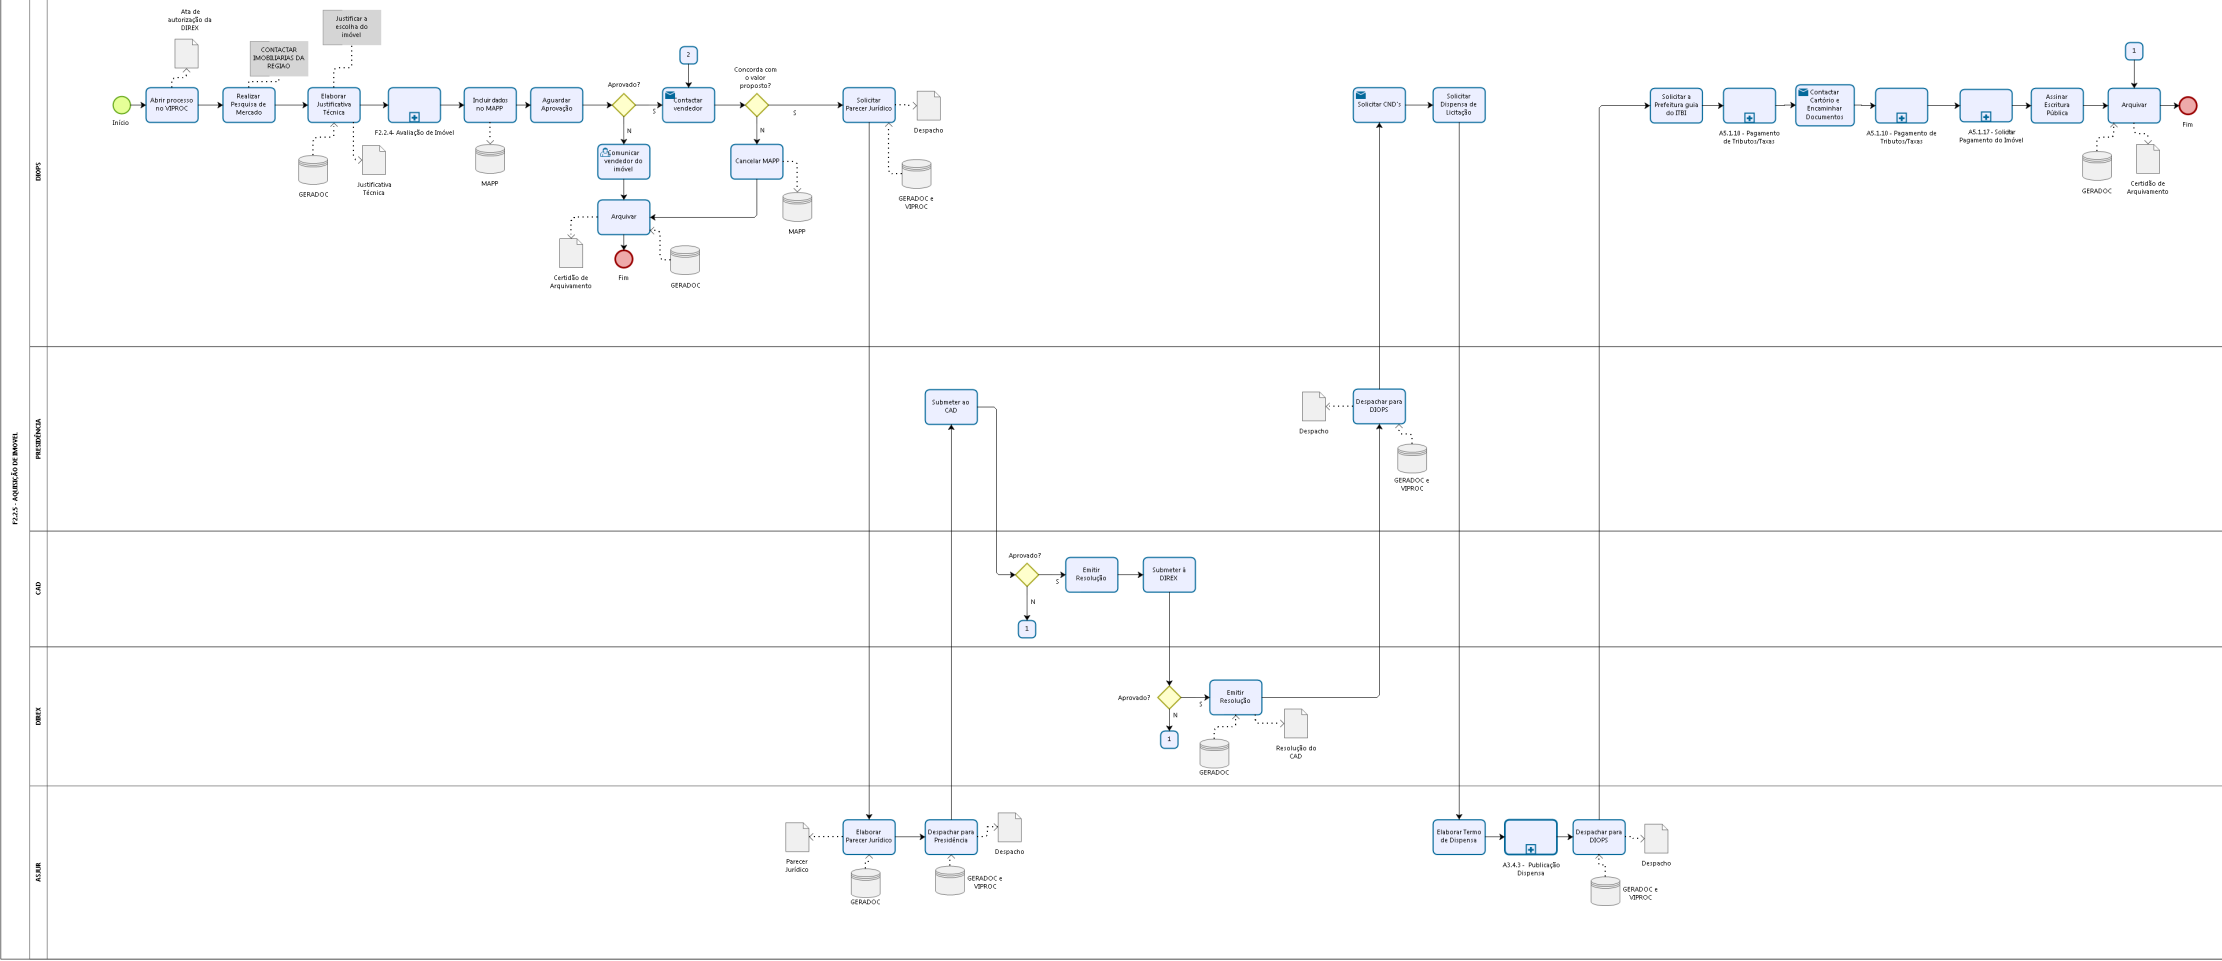 F2.2.5 - AQUISIÇÃO DE IMOVEL
DIOPS
Início
Abrir processo
no VIPROC
Ata de
autorização da
DIREX
Realizar
Pesquisa de
Mercado
CONTACTAR
IMOBILIARIAS DA
REGIAO
Elaborar
Justificativa
Técnica
Justificar a
escolha do
imóvel
GERADOC
Justificativa
Técnica
F2.2.4- Avaliação de Imóvel
Incluir dados
no MAPP
MAPP
Aguardar
Aprovação
Aprovado?
S
N
Comunicar
vendedor do
imóvel
Arquivar
Certidão de
Arquivamento
Fim
GERADOC
2
Contactar
vendedor
Concorda com
o valor
proposto?
S
N
Cancelar MAPP
MAPP
Solicitar
Parecer Jurídico
Despacho
GERADOC e
VIPROC
Solicitar CND's
Solicitar
Dispensa de
Licitação
Solicitar a
Prefeitura guia
do ITBI
A5.1.10 - Pagamento
de Tributos/Taxas
Contactar
Cartório e
Encaminhar
Documentos
A5.1.10 - Pagamento de
Tributos/Taxas
A5.1.17 - Solicitar
Pagamento do Imóvel
Assinar
Escritura
Pública
1
Arquivar
Fim
GERADOC
Certidão de
Arquivamento
PRESIDÊNCIA
Submeter ao
CAD
Despachar para
DIOPS
Despacho
GERADOC e
VIPROC
CAD
Aprovado?
S
N
1
Emitir
Resolução
Submeter à
DIREX
DIREX
Aprovado?
S
N
1
Emitir
Resolução
GERADOC
Resolução do
CAD
ASJUR
Elaborar
Parecer Jurídico
Parecer
Jurídico
GERADOC
Despachar para
Presidência
Despacho
GERADOC e
VIPROC
Elaborar Termo
de Dispensa
A3.4.3 - Publicação
Dispensa
Despachar para
DIOPS
Despacho
GERADOC e
VIPROC